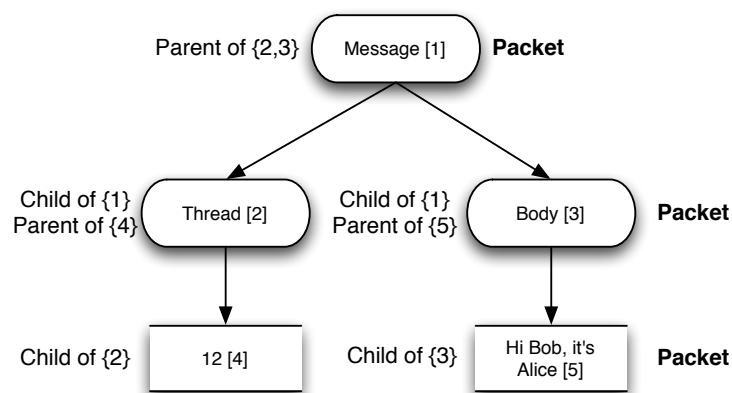 Parent of {2,3}
Message [1]
Packet
Child of {1}
Parent of {4}
Thread [2]
Child of {1}
Parent of {5}
Body [3]
Packet
Child of {2}
12 [4]
Child of {3}
Hi Bob, it's
Alice [5]
Packet